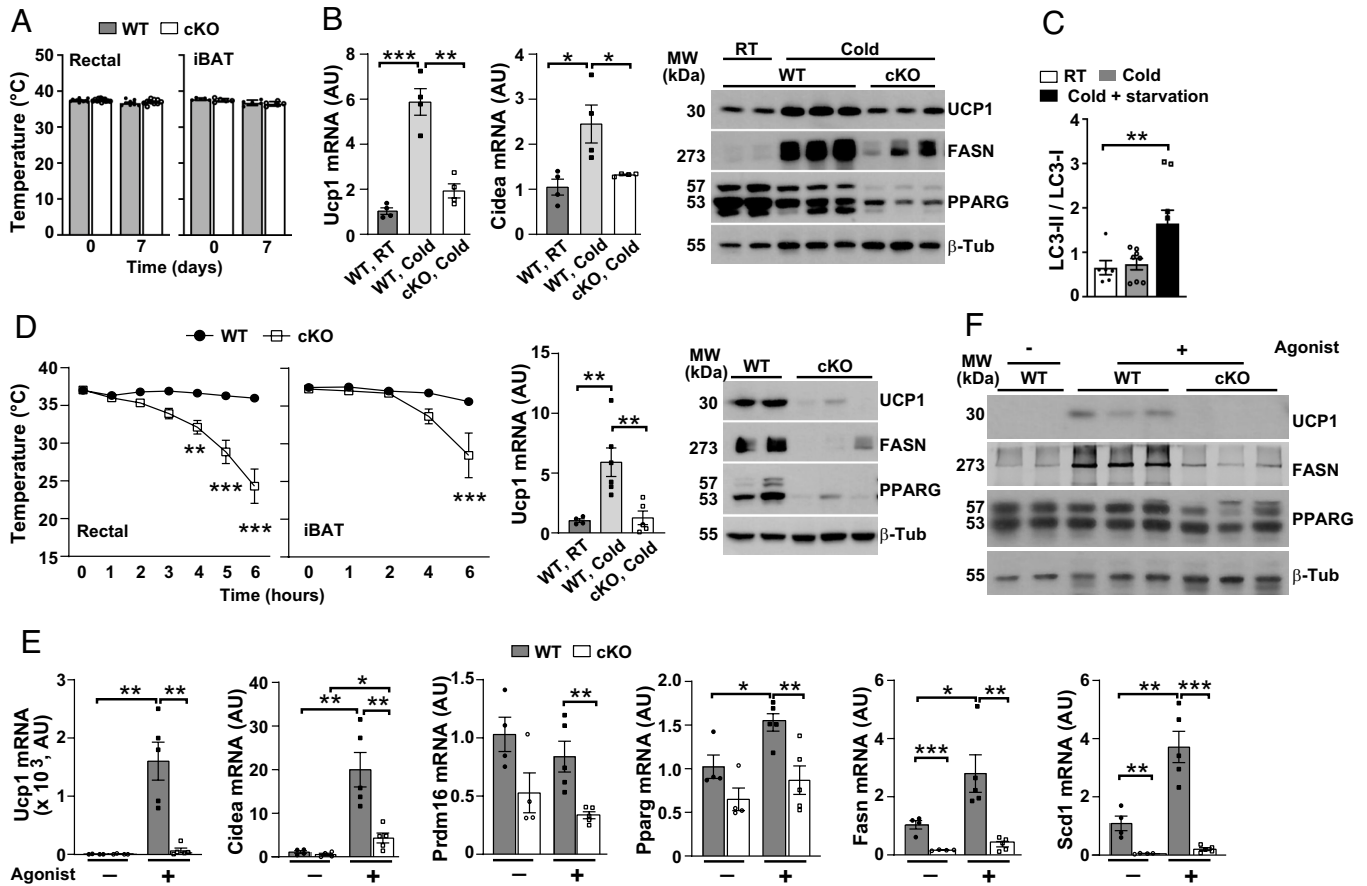 A
WT cKO
Rectal iBAT
Temperature (°C)
50
40
30
20
10
0
0 7 0 7
Time (days)
B
Ucp1 mRNA (AU)
8
6
4
2
0
*** **
WT, RT
WT, Cold
cKO, Cold
Cidea mRNA (AU)
4
3
2
1
0
* *
WT, RT
WT, Cold
cKO, Cold
RT Cold
MW (kDa)
WT cKO
30 UCP1
273 FASN
57
53 PPARG
55 β-Tub
C
RT Cold
Cold + starvation
LC3-II / LC3-I
4
3
2
1
0
**
D
WT cKO
Temperature (°C)
40
35
30
25
20
15
**
***
***
***
Rectal iBAT
0 1 2 3 4 5 6 0 1 2 4 6
Time (hours)
Ucp1 mRNA (AU)
15
10
5
0
**
**
WT, RT
WT, Cold
cKO, Cold
MW (kDa)
WT cKO
30 UCP1
273 FASN
57
53 PPARG
55 β-Tub
F
- + Agonist
MW (kDa)
WT WT cKO
30 UCP1
273 FASN
57
53 PPARG
55 β-Tub
E
WT cKO
Ucp1 mRNA (x 10³, AU)
3
2
1
0
** **
Agonist − +
Cidea mRNA (AU)
40
30
20
10
0
*
** **
− +
Prdm16 mRNA (AU)
1.5
1.0
0.5
0
**
− +
Pparg mRNA (AU)
2.0
1.5
1.0
0.5
0
* **
− +
Fasn mRNA (AU)
6
4
2
0
* **
***
− +
Scd1 mRNA (AU)
6
4
2
0
** ***
**
− +